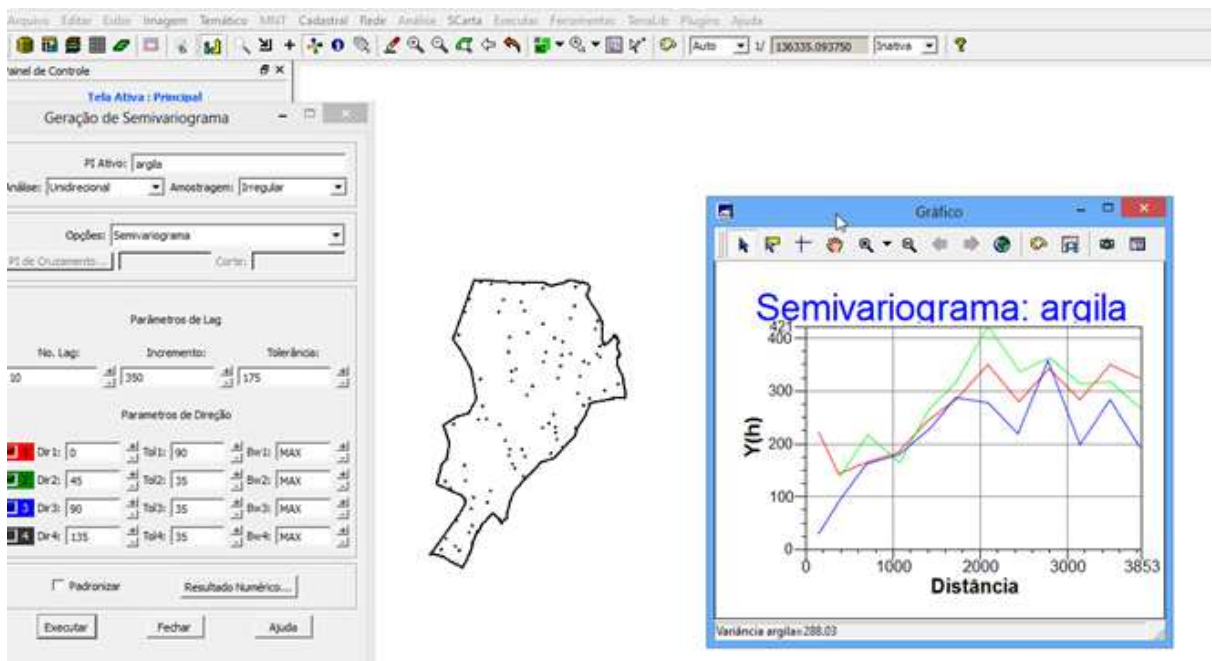 Arquivo Editar Exibir Imagem Temático MNT Cadastral Rede Análise SCarta Executar Ferramentas TerraLib Plugins Ajuda
Auto 1/ 136335.093750 Inativa
Painel de Controle
Tela Ativa : Principal
Geração de Semivariograma
PI Ativo: argila
Análise: Unidirecional Amostragem: Irregular
Opções: Semivariograma
PI de Cruzamento... Corte:
Parâmetros de Lag
No. Lag: Incremento: Tolerância:
10 350 175
Parametros de Direção
1 Dir1: 0 Tol1: 90 Bw1: MAX
Dir2: 45 Tol2: 35 Bw2: MAX
3 Dir3: 90 Tol3: 35 Bw3: MAX
4 Dir4: 135 Tol4: 35 Bw4: MAX
Padronizar Resultado Numérico...
Executar Fechar Ajuda
Gráfico
Semivariograma: argila
421
400
300
200
100
0
Y(h)
0 1000 2000 3000 3853
Distância
Variância argila=288.03